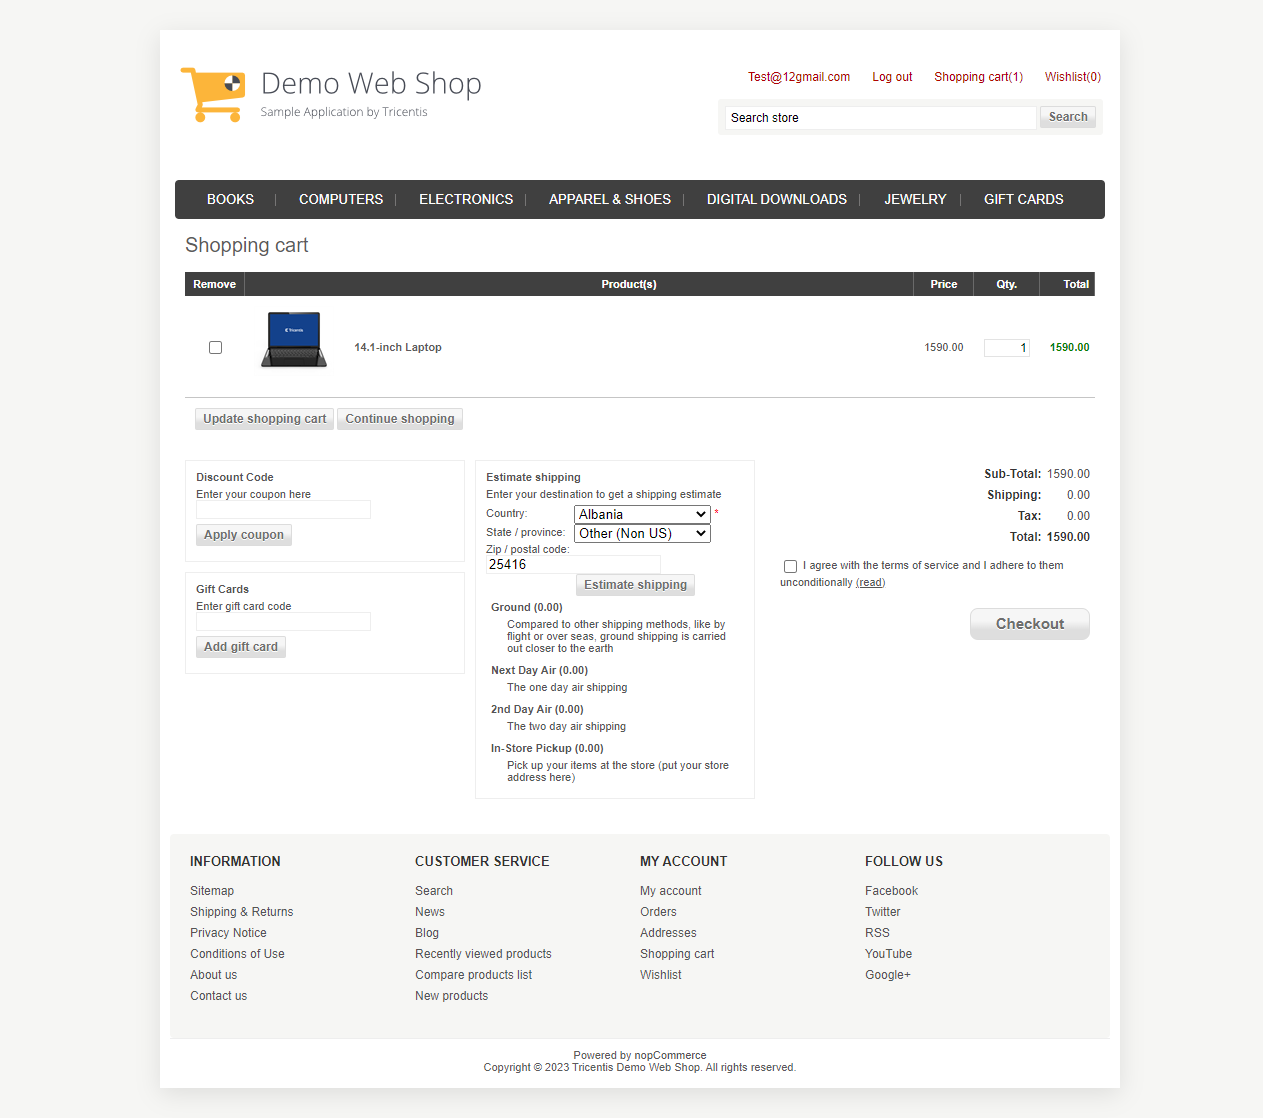 Demo Web Shop
Sample Application by Tricentis
Test@12gmail.com Log out Shopping cart(1) Wishlist(0)
Search store Search
BOOKS COMPUTERS ELECTRONICS APPAREL & SHOES DIGITAL DOWNLOADS JEWELRY GIFT CARDS
Shopping cart
Remove Product(s) Price Qty. Total
Tricentis
14.1-inch Laptop 1590.00 1 1590.00
Update shopping cart Continue shopping
Discount Code
Enter your coupon here
Apply coupon
Gift Cards
Enter gift card code
Add gift card
Estimate shipping
Enter your destination to get a shipping estimate
Country: Albania *
State / province: Other (Non US)
Zip / postal code:
25416
Estimate shipping
Ground (0.00)
Compared to other shipping methods, like by
flight or over seas, ground shipping is carried
out closer to the earth
Next Day Air (0.00)
The one day air shipping
2nd Day Air (0.00)
The two day air shipping
In-Store Pickup (0.00)
Pick up your items at the store (put your store
address here)
Sub-Total: 1590.00
Shipping: 0.00
Tax: 0.00
Total: 1590.00
I agree with the terms of service and I adhere to them
unconditionally (read)
Checkout
INFORMATION
Sitemap
Shipping & Returns
Privacy Notice
Conditions of Use
About us
Contact us
CUSTOMER SERVICE
Search
News
Blog
Recently viewed products
Compare products list
New products
MY ACCOUNT
My account
Orders
Addresses
Shopping cart
Wishlist
FOLLOW US
Facebook
Twitter
RSS
YouTube
Google+
Powered by nopCommerce
Copyright © 2023 Tricentis Demo Web Shop. All rights reserved.